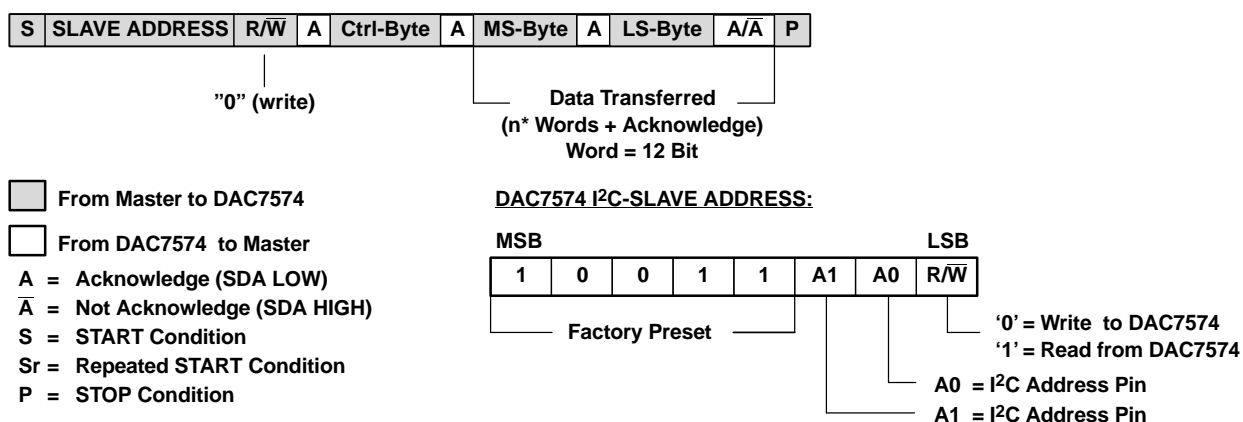 S SLAVE ADDRESS R/W̅ A Ctrl-Byte A MS-Byte A LS-Byte A/A̅ P
”0” (write)
Data Transferred
(n* Words + Acknowledge)
Word = 12 Bit
From Master to DAC7574
From DAC7574 to Master
A = Acknowledge (SDA LOW)
A̅ = Not Acknowledge (SDA HIGH)
S = START Condition
Sr = Repeated START Condition
P = STOP Condition
DAC7574 I²C-SLAVE ADDRESS:
MSB LSB
1 0 0 1 1 A1 A0 R/W̅
Factory Preset
‘0’ = Write to DAC7574
‘1’ = Read from DAC7574
A0 = I²C Address Pin
A1 = I²C Address Pin